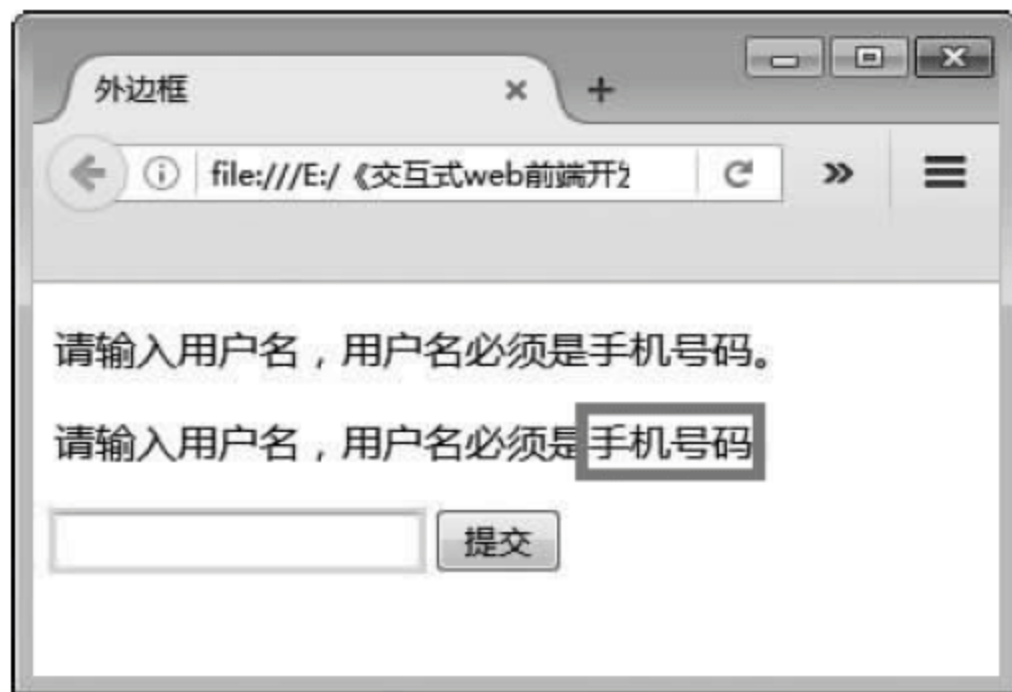 外边框
file:///E:/《交互式web前端开发
请输入用户名，用户名必须是手机号码。
请输入用户名，用户名必须是手机号码
提交